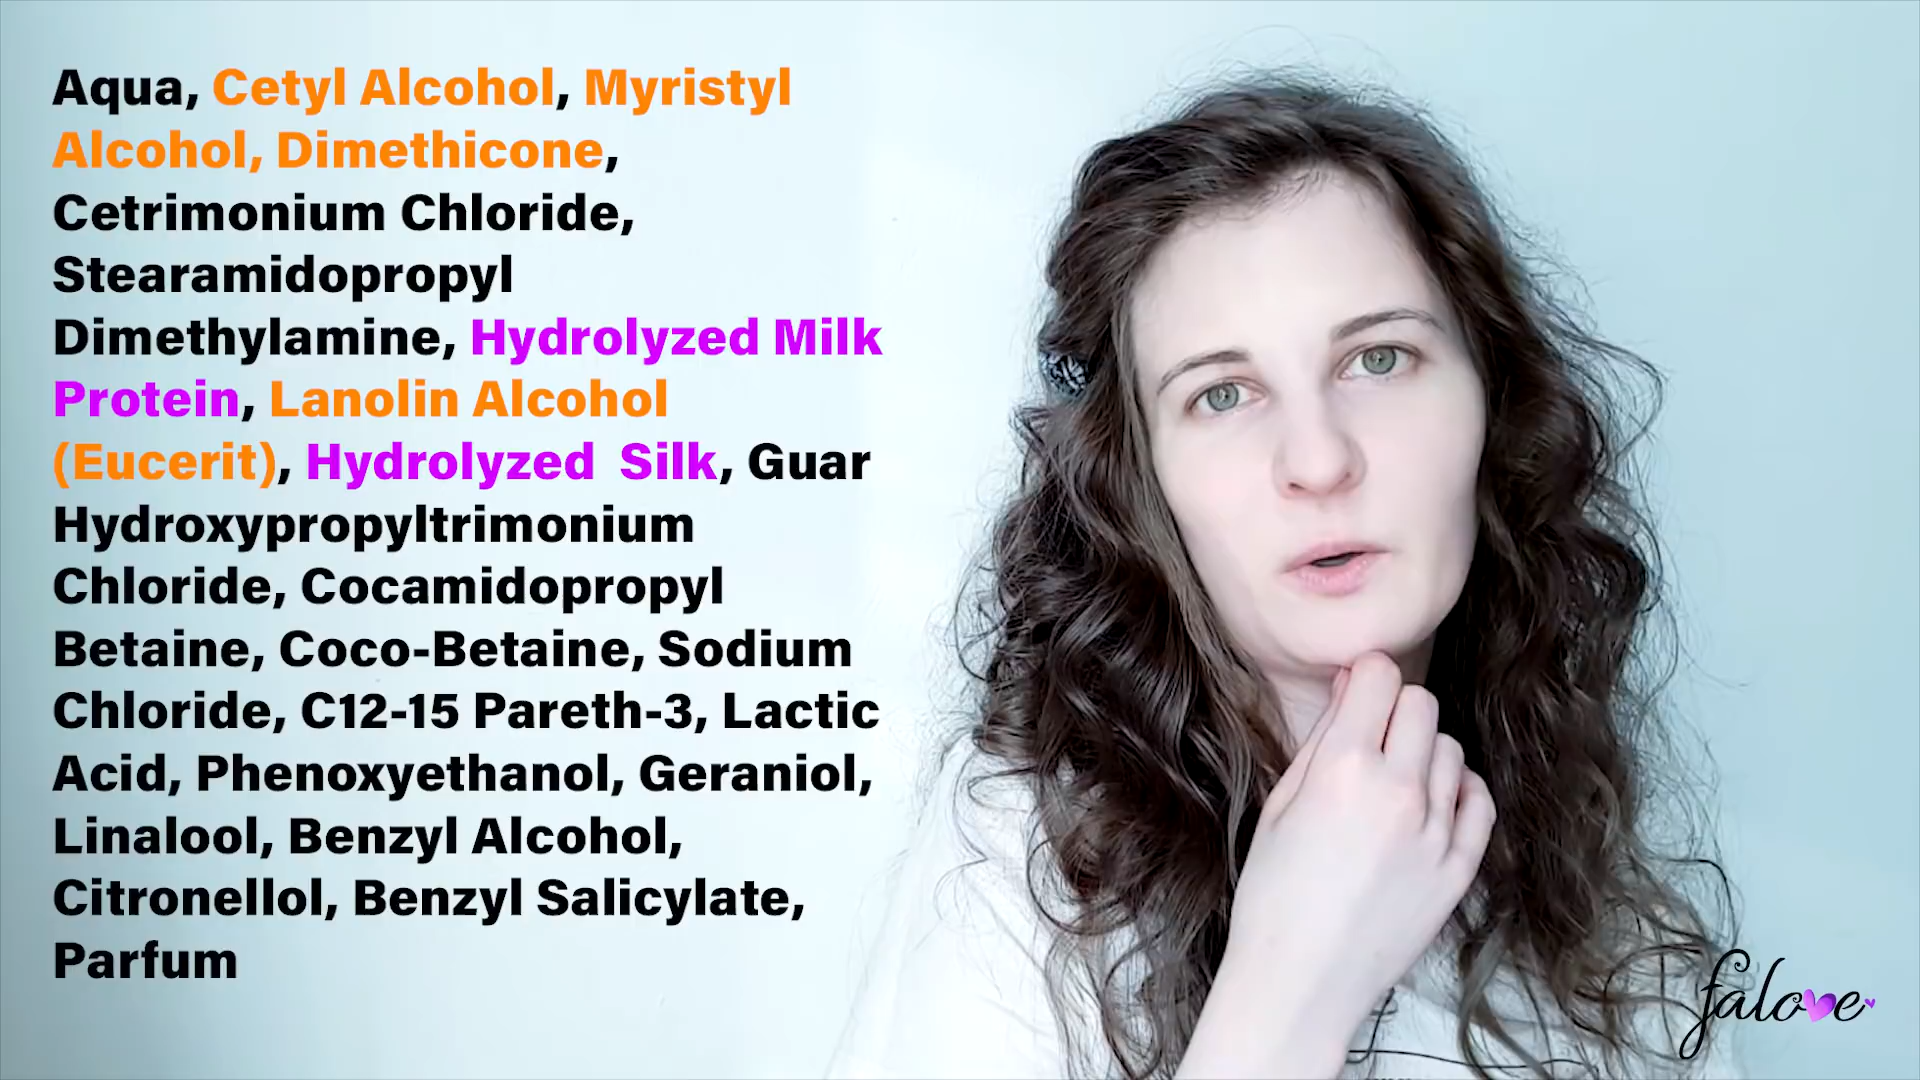 Aqua, Cetyl Alcohol, Myristyl
Alcohol, Dimethicone,
Cetrimonium Chloride,
Stearamidopropyl
Dimethylamine, Hydrolyzed Milk
Protein, Lanolin Alcohol
(Eucerit), Hydrolyzed  Silk, Guar
Hydroxypropyltrimonium
Chloride, Cocamidopropyl
Betaine, Coco-Betaine, Sodium
Chloride, C12-15 Pareth-3, Lactic
Acid, Phenoxyethanol, Geraniol,
Linalool, Benzyl Alcohol,
Citronellol, Benzyl Salicylate,
Parfum
falove